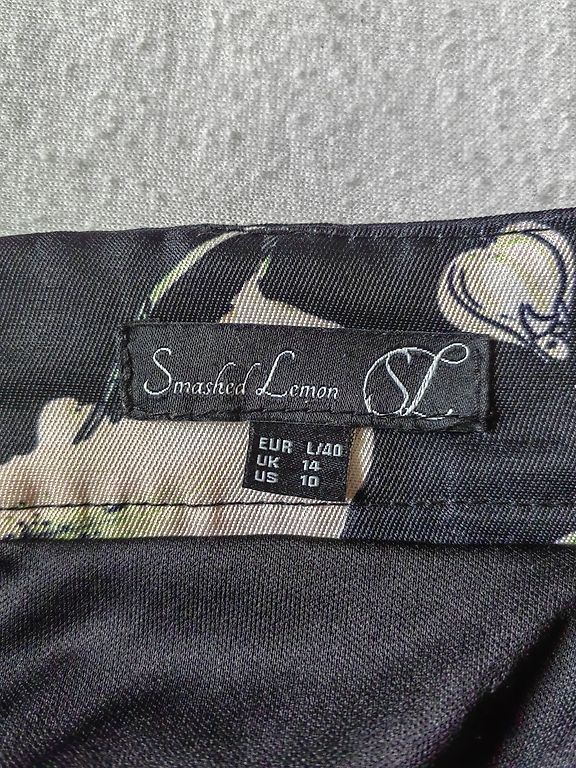 Smashed Lemon SL
EUR L/40
UK 14
US 10